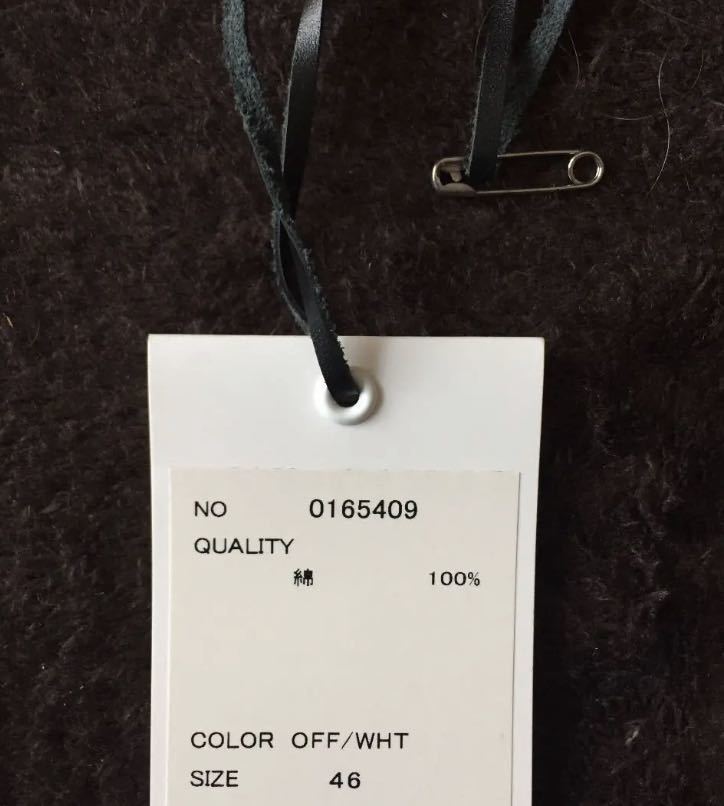 NO 0165409
QUALITY
綿 100%
COLOR OFF/WHT
SIZE 46